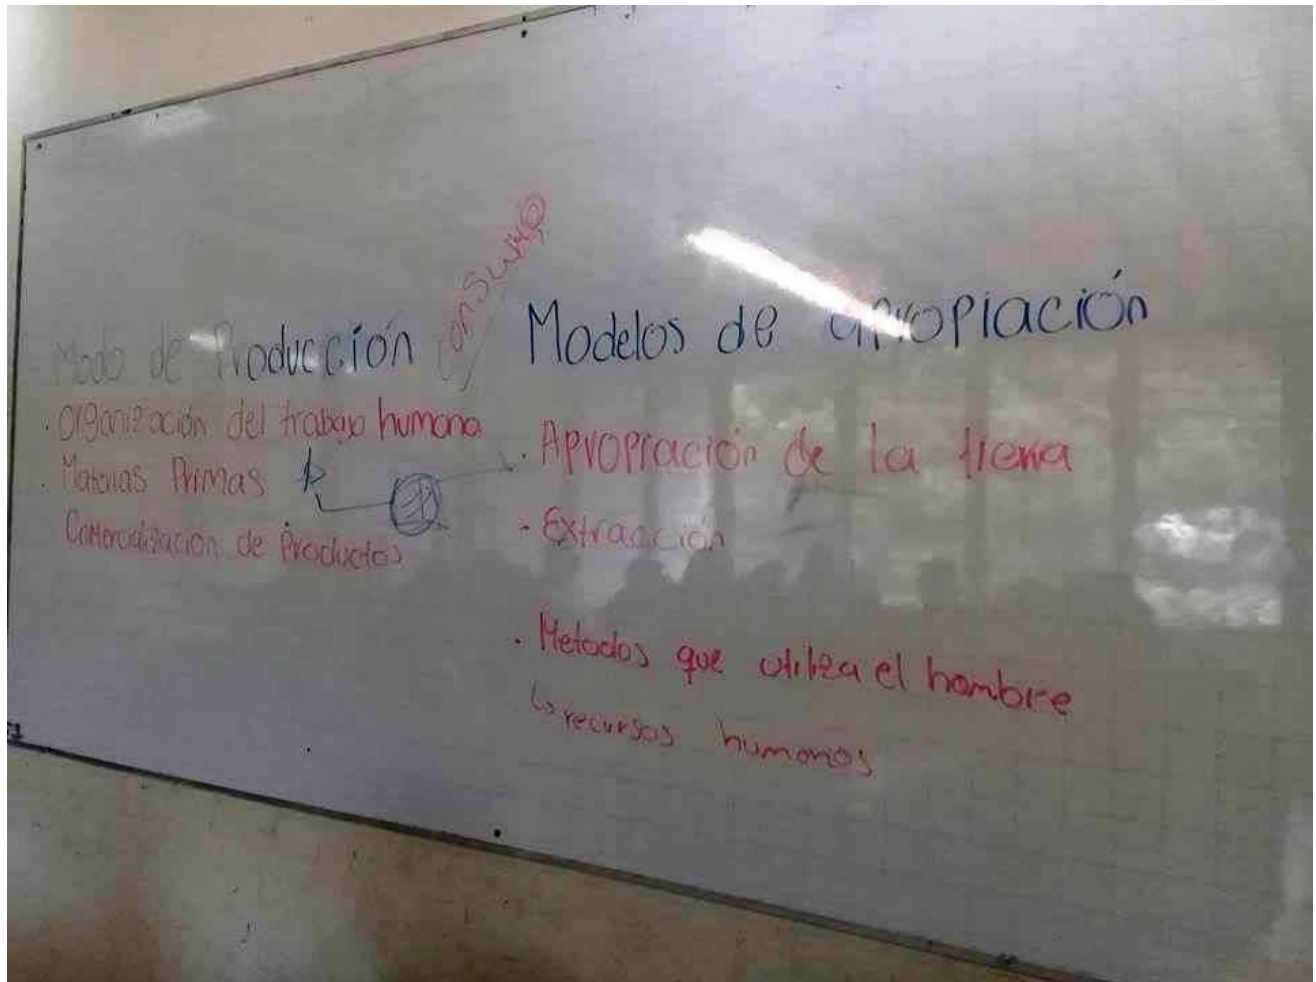 Modo de Producción
consumo
. Organización del trabajo humano
. Materias Primas
Comercialización de Productos
Modelos de apropiación
. Apropiación de la tierra
- Extracción
. Metodos que utiliza el hombre
↳ recursos humanos